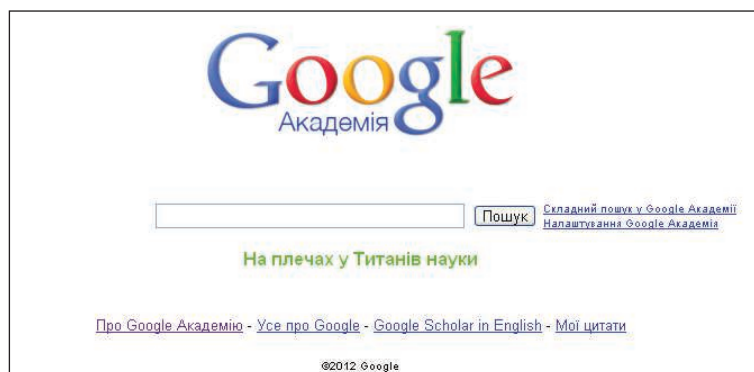 Google
Академія
Пошук
Складний пошук у Google Академії
Налаштування Google Академія
На плечах у Титанів науки
Про Google Академію - Усе про Google - Google Scholar in English - Мої цитати
©2012 Google